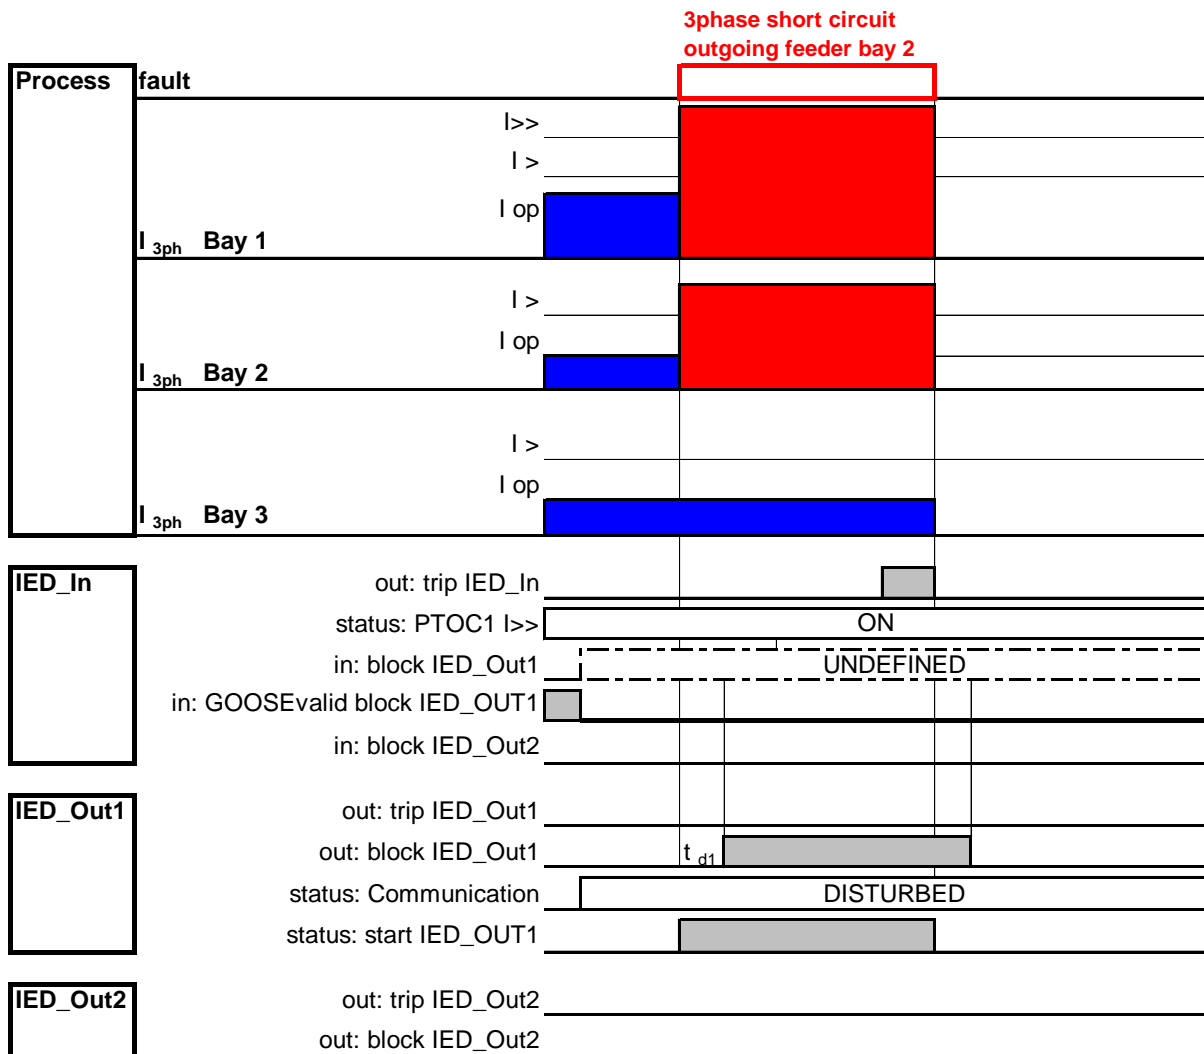 3phase short circuit
outgoing feeder bay 2
Process fault
I>>
I >
I op
I 3ph Bay 1
I >
I op
I 3ph Bay 2
I >
I op
I 3ph Bay 3
IED_In out: trip IED_In
status: PTOC1 I>> ON
in: block IED_Out1 UNDEFINED
in: GOOSEvalid block IED_OUT1
in: block IED_Out2
IED_Out1 out: trip IED_Out1
out: block IED_Out1 t d1
status: Communication DISTURBED
status: start IED_OUT1
IED_Out2 out: trip IED_Out2
out: block IED_Out2